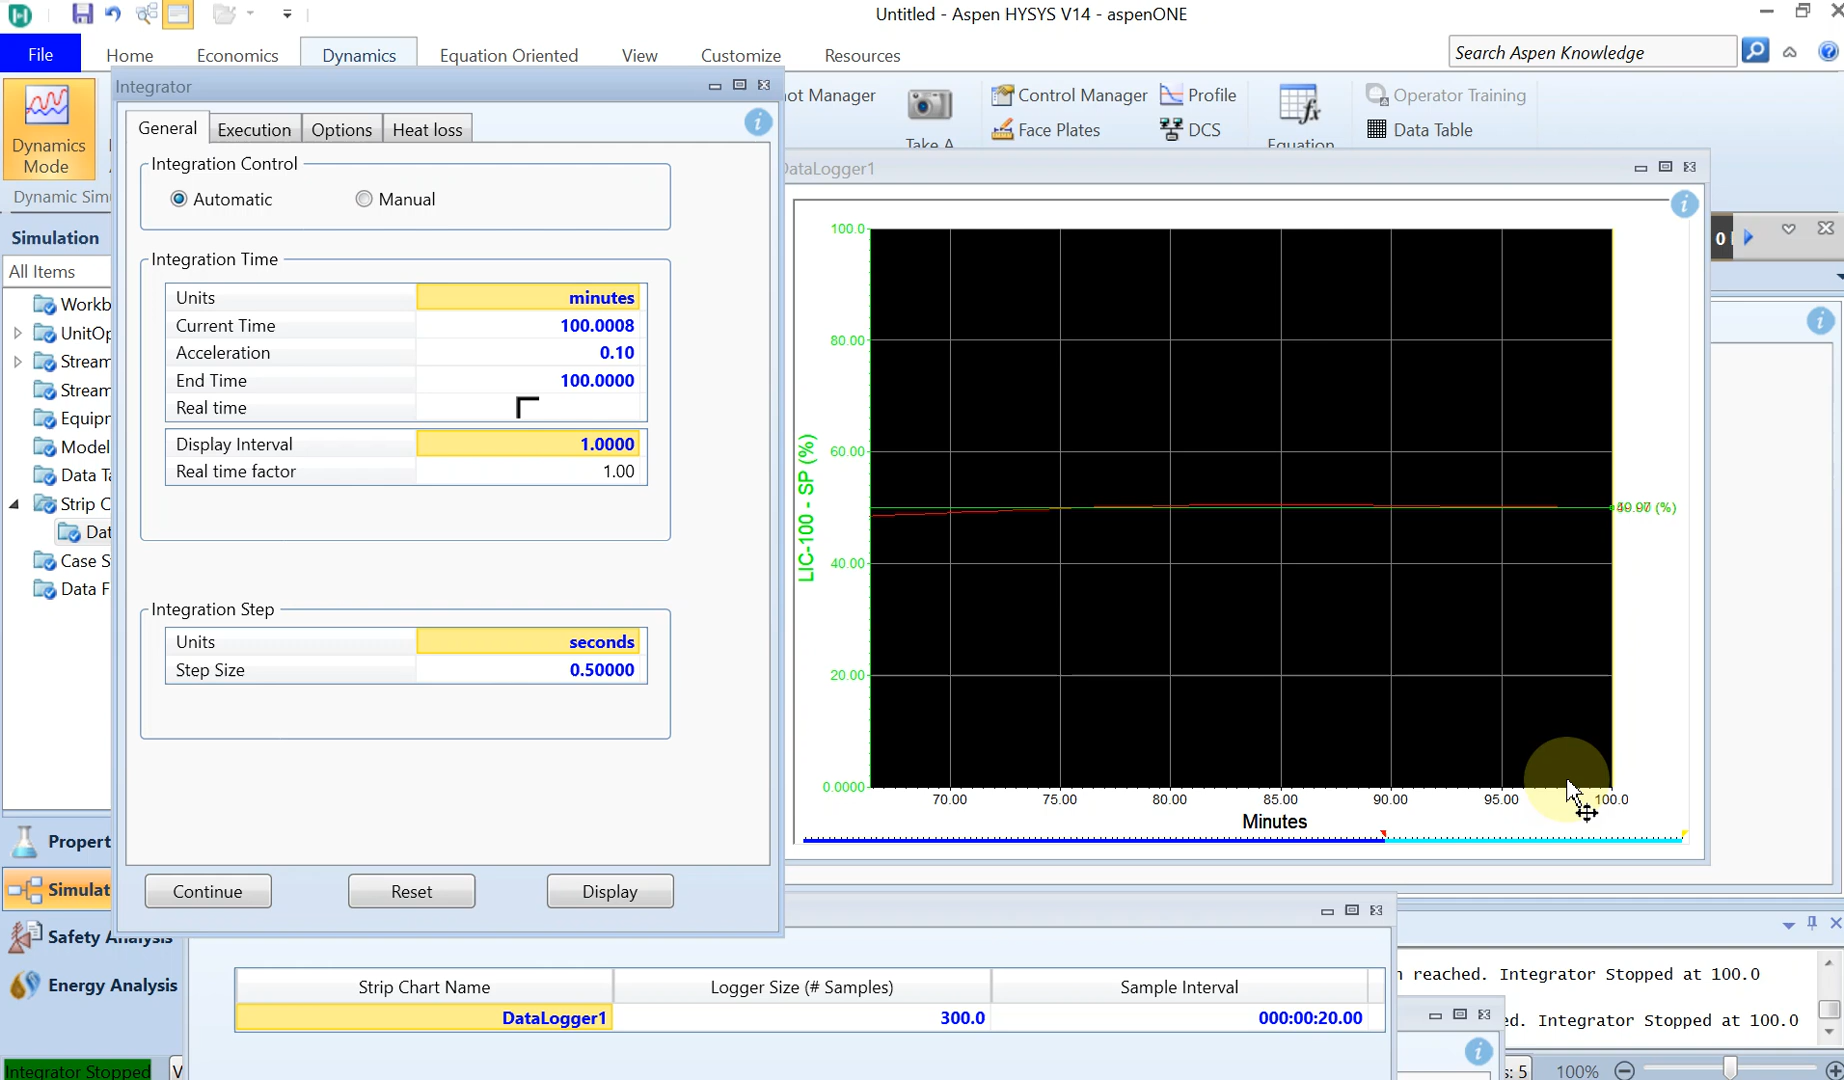 Untitled - Aspen HYSYS V14 - aspenONE
File
Home
Economics
Dynamics
Equation Oriented
View
Customize
Resources
Search Aspen Knowledge
Dynamics
Mode
Manager
Take A
Control Manager
Face Plates
Profile
DCS
Equation
Operator Training
Data Table
Integrator
General
Execution
Options
Heat loss
Integration Control
Automatic
Manual
Integration Time
Units minutes
Current Time 100.0008
Acceleration 0.10
End Time 100.0000
Real time
Display Interval 1.0000
Real time factor 1.00
Integration Step
Units seconds
Step Size 0.50000
Continue
Reset
Display
Simulation
All Items
DataLogger1
100.0
80.00
60.00
40.00
20.00
0.0000
LIC-100 - SP (%)
70.00
75.00
80.00
85.00
90.00
95.00
100.0
Minutes
Safety Analysis
Energy Analysis
Strip Chart Name
Logger Size (# Samples)
Sample Interval
DataLogger1
300.0
000:00:20.00
reached. Integrator Stopped at 100.0
Integrator Stopped at 100.0
Integrator Stopped
100%